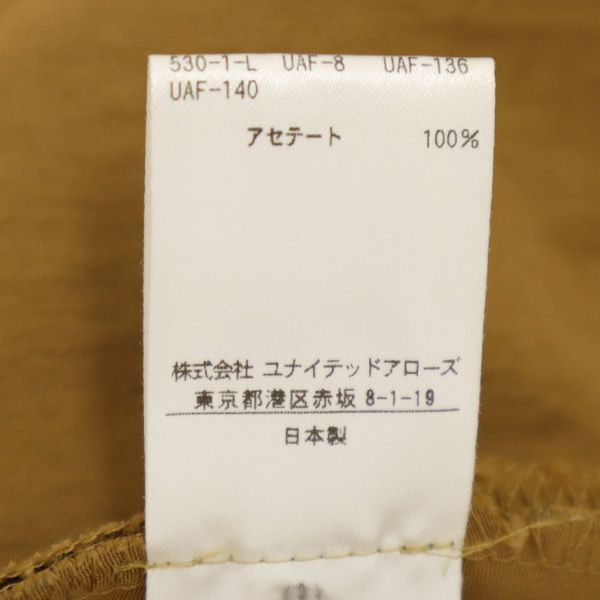 530-1-L UAF-8 UAF-136
UAF-140
アセテート 100%
株式会社 ユナイテッドアローズ
東京都港区赤坂 8-1-19
日本製